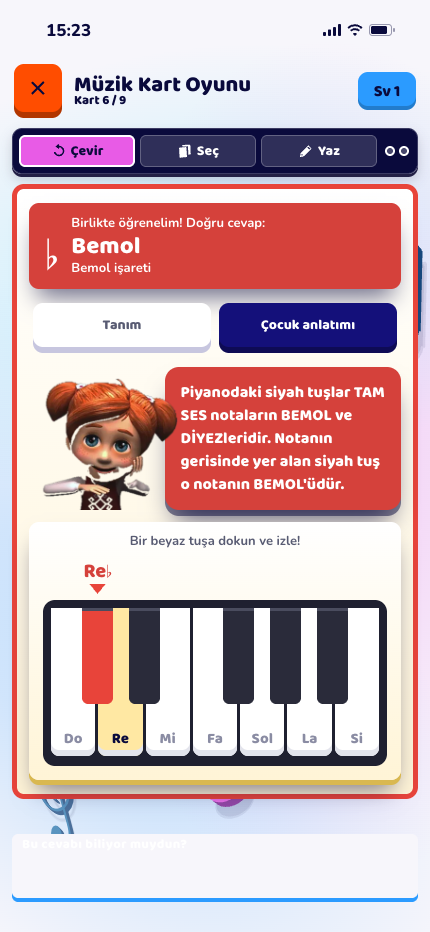 15:23
Müzik Kart Oyunu
Kart 6 / 9
Sv 1
Çevir
Seç
Yaz
Birlikte öğrenelim! Doğru cevap:
♭ Bemol
Bemol işareti
Tanım
Çocuk anlatımı
Piyanodaki siyah tuşlar TAM
SES notaların BEMOL ve
DİYEZleridir. Notanın
gerisinde yer alan siyah tuş
o notanın BEMOL'üdür.
Bir beyaz tuşa dokun ve izle!
Re♭
Do Re Mi Fa Sol La Si
Bu cevabı biliyor muydun?